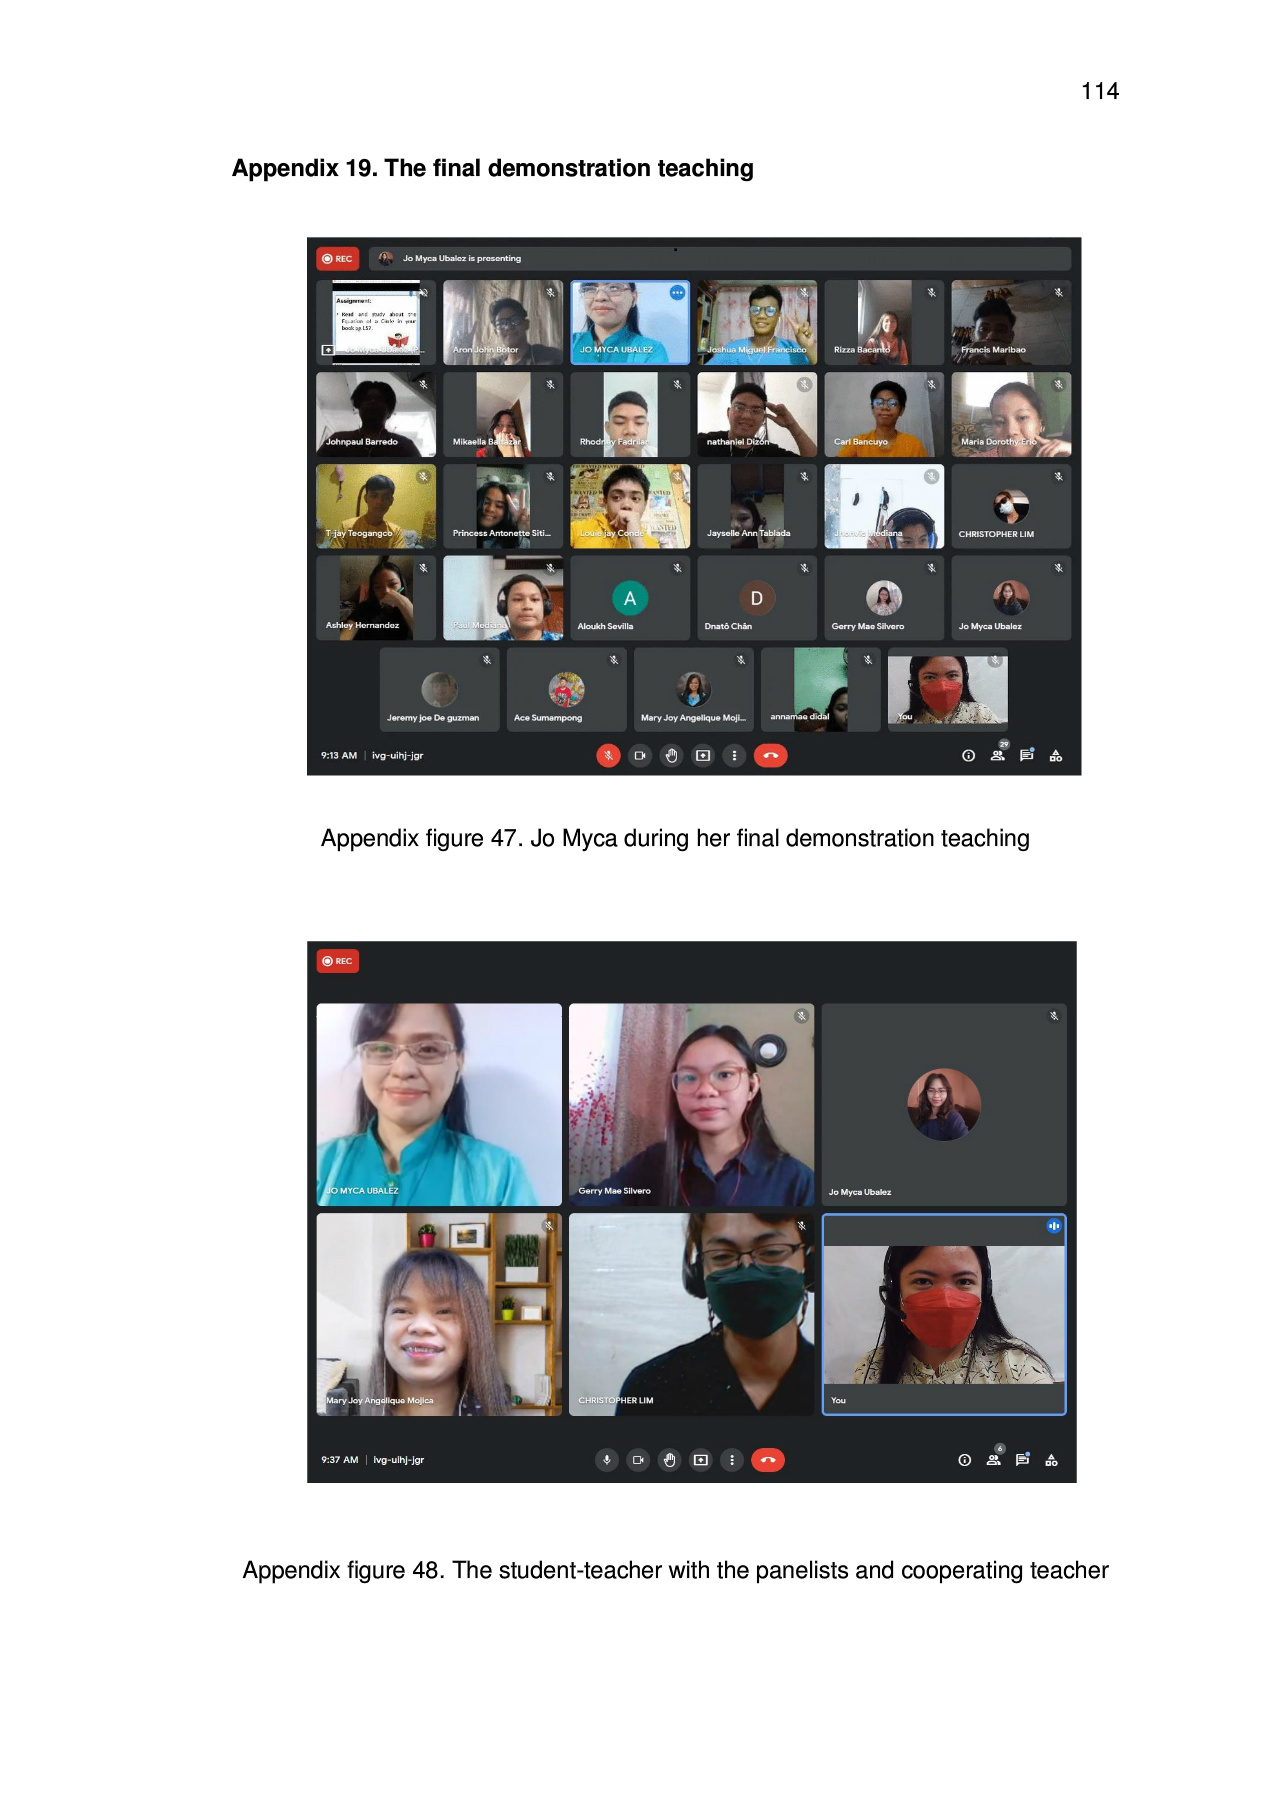 114
Appendix 19. The final demonstration teaching
REC
Jo Myca Ubalez is presenting
Assignment:
• Read and study about the
Equation of a Circle in your
book pg.157.
Aron John Botor
JO MYCA UBALEZ
Joshua Miguel Francisco
Rizza Bacanto
Francis Maribao
Johnpaul Barredo
Mikaella Baltazar
Rhodney Fadrilan
nathaniel Dizon
Carl Bancuyo
Maria Dorothy Erio
T-jay Teogangco
Princess Antonette Siti...
Louie jay Conde
Jayselle Ann Tablada
Mediana
CHRISTOPHER LIM
Ashley Hernandez
Paul Mediana
A
Aloukh Sevilla
D
Dnatô Chân
Gerry Mae Silvero
Jo Myca Ubalez
Jeremy joe De guzman
Ace Sumampong
Mary Joy Angelique Moji...
annamae didal
You
9:13 AM | ivg-uihj-jgr
29
Appendix figure 47. Jo Myca during her final demonstration teaching
REC
JO MYCA UBALEZ
Gerry Mae Silvero
Jo Myca Ubalez
Mary Joy Angelique Mojica
CHRISTOPHER LIM
You
9:37 AM | ivg-uihj-jgr
6
Appendix figure 48. The student-teacher with the panelists and cooperating teacher